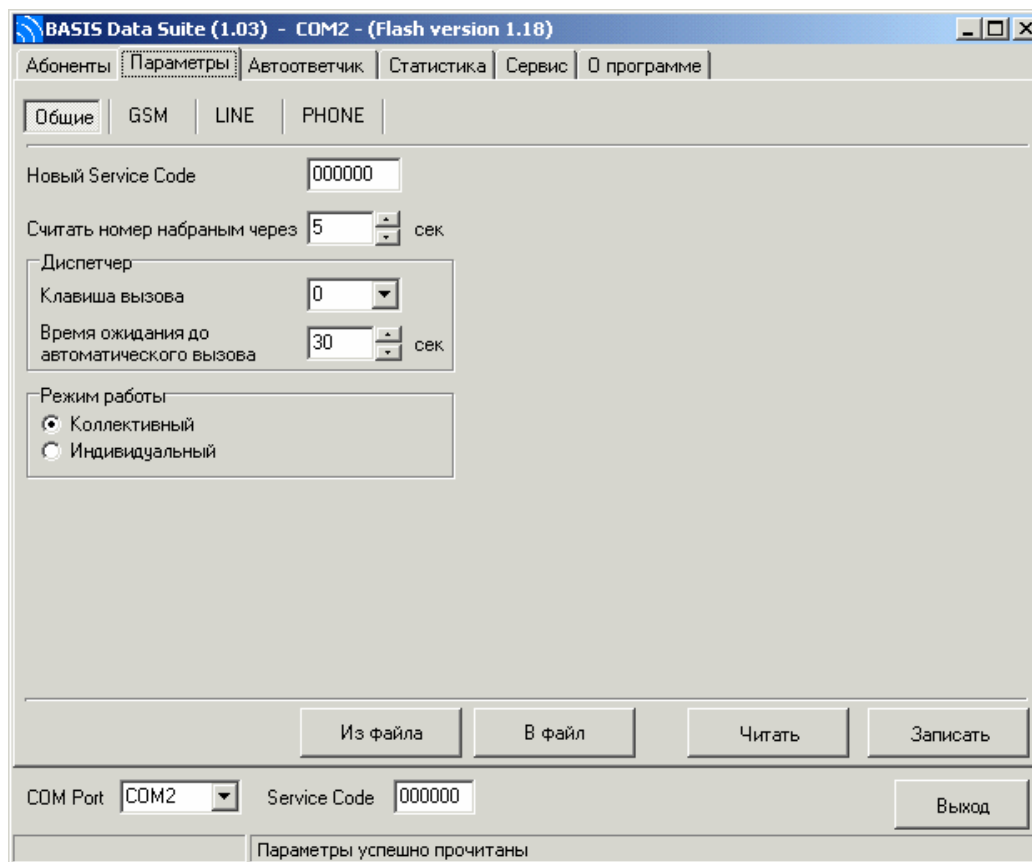 BASIS Data Suite (1.03) - COM2 - (Flash version 1.18)
Абоненты Параметры Автоответчик Статистика Сервис О программе
Общие GSM LINE PHONE
Новый Service Code 000000
Считать номер набраным через 5 сек
Диспетчер
Клавиша вызова 0
Время ожидания до
автоматического вызова 30 сек
Режим работы
Коллективный
Индивидуальный
Из файла В файл Читать Записать
COM Port COM2 Service Code 000000 Выход
Параметры успешно прочитаны